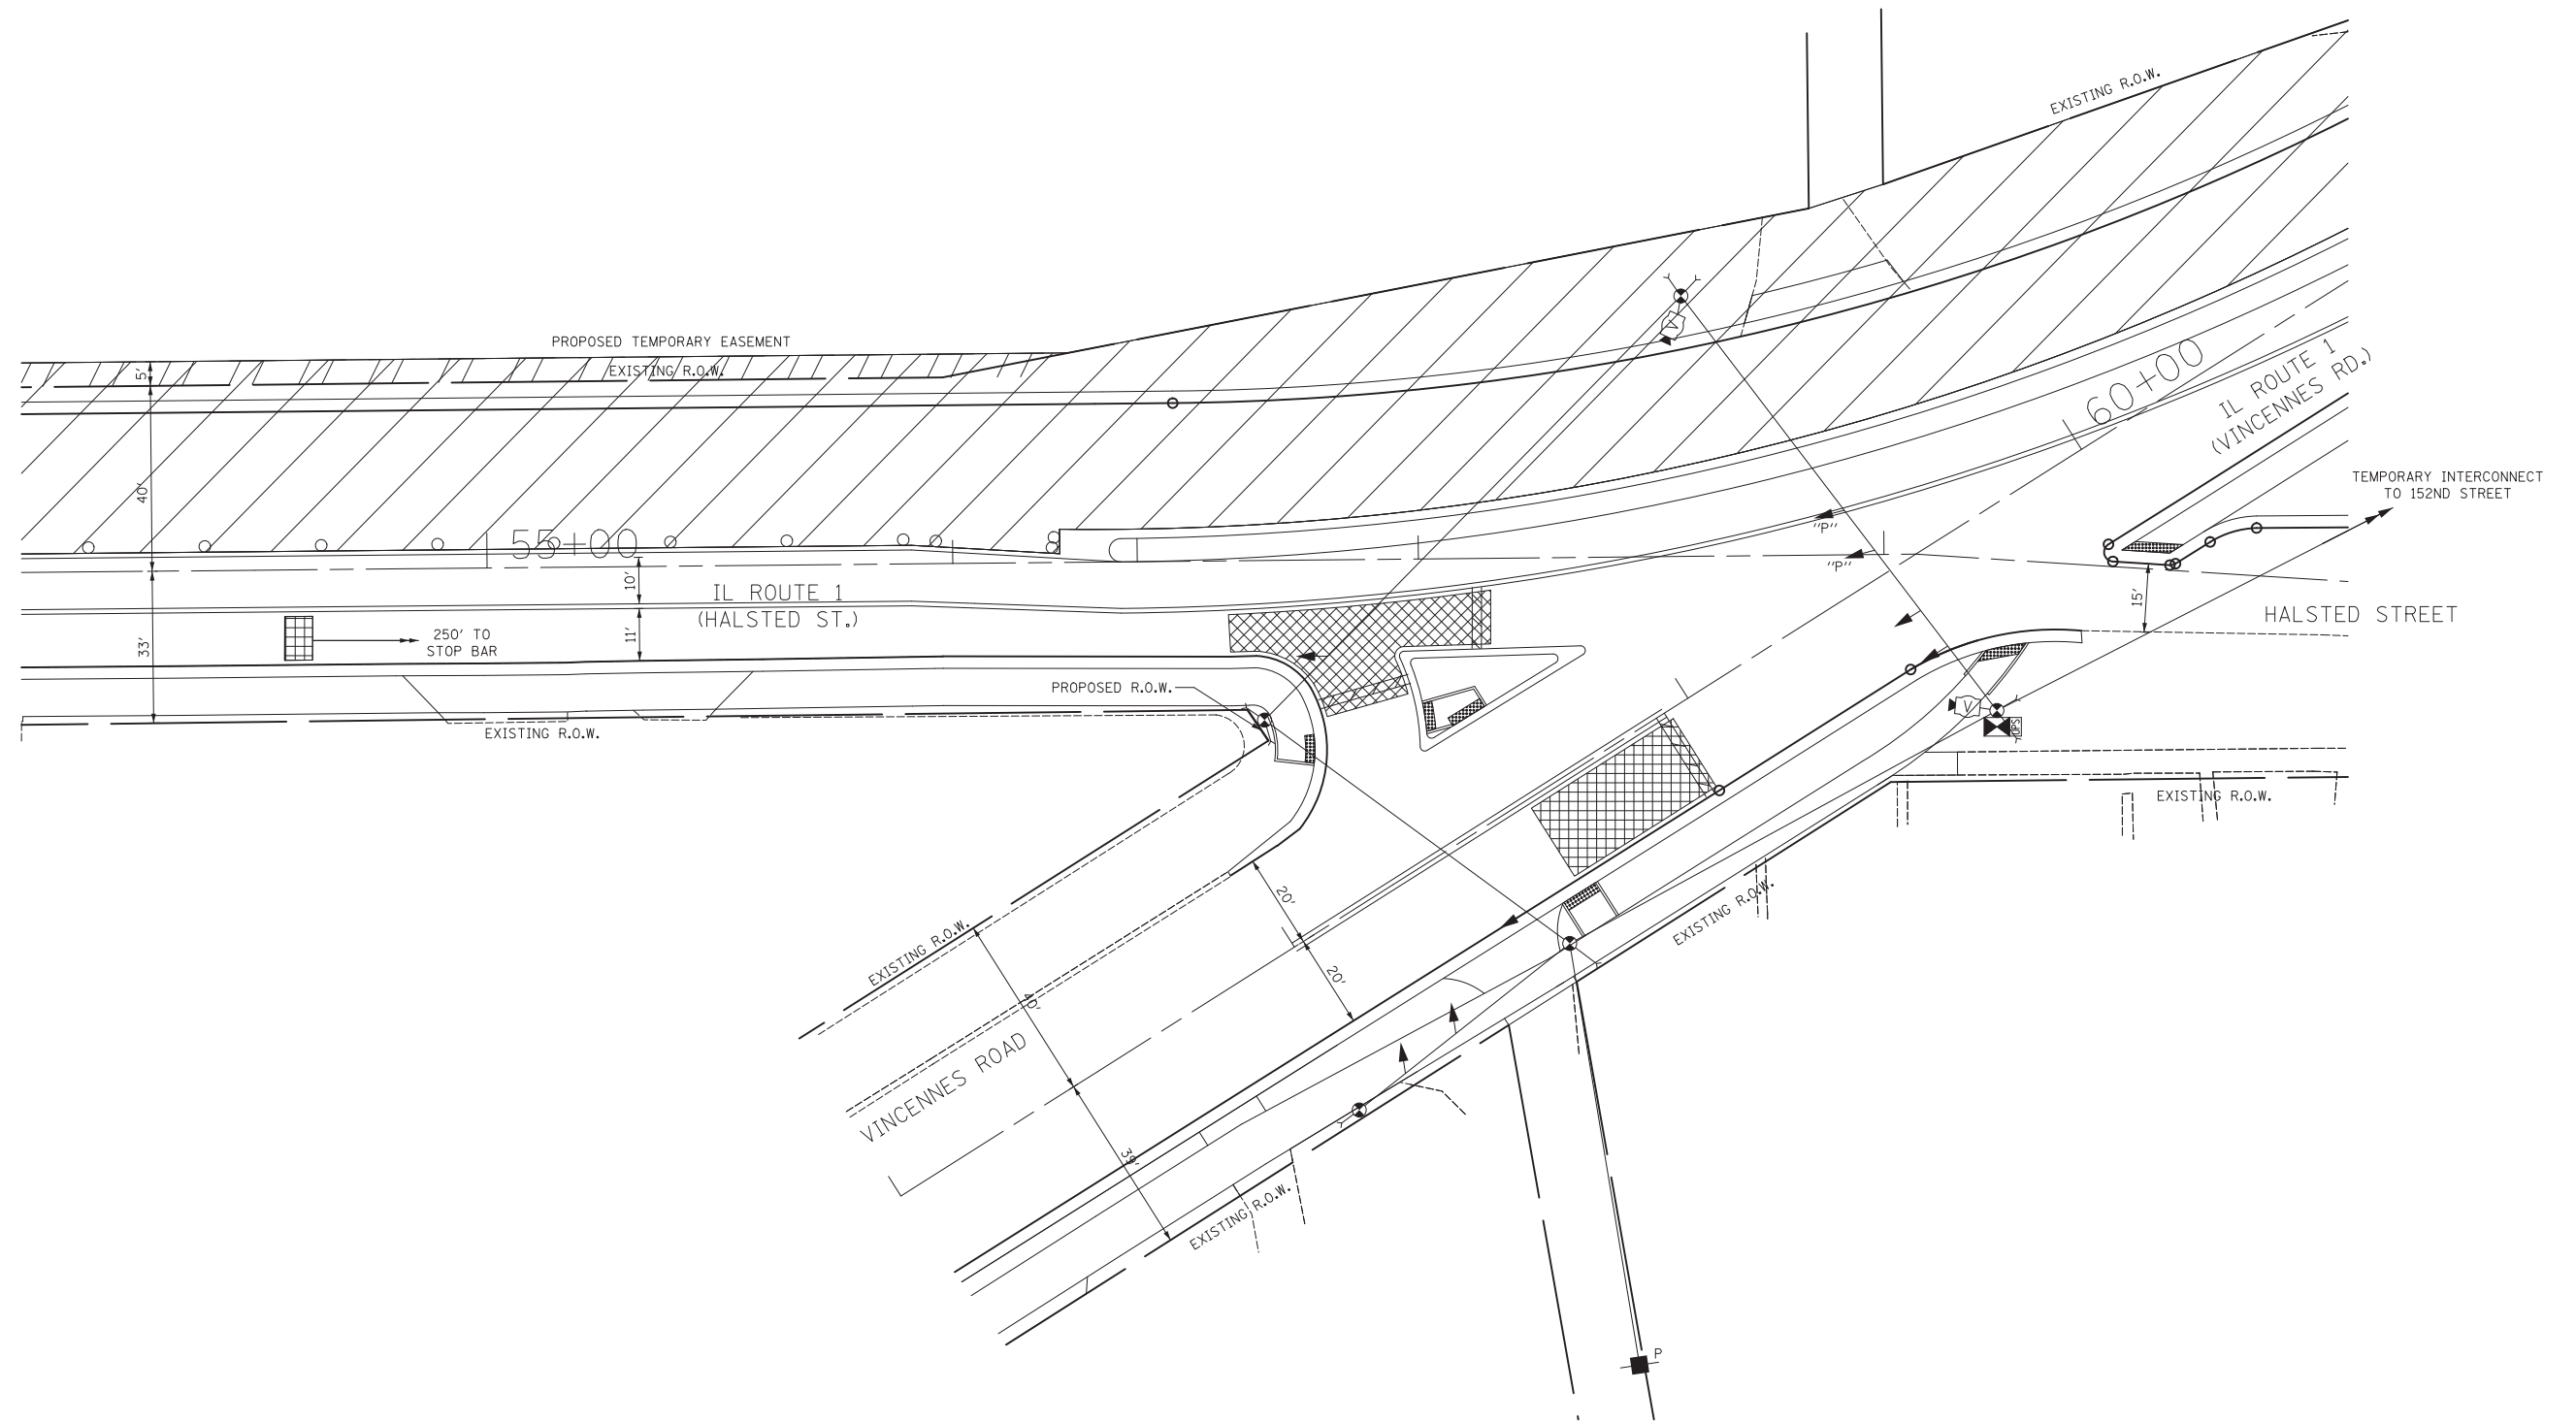 EXISTING R.O.W.
PROPOSED TEMPORARY EASEMENT
EXISTING R.O.W.
5'
60+00
IL ROUTE 1
(VINCENNES RD.)
TEMPORARY INTERCONNECT
TO 152ND STREET
40'
55+00
"P"
"P"
10'
IL ROUTE 1
(HALSTED ST.)
15'
HALSTED STREET
33'
250' TO
STOP BAR
11'
PROPOSED R.O.W.
EXISTING R.O.W.
V
V
GPS
EXISTING R.O.W.
20'
EXISTING R.O.W.
EXISTING R.O.W.
20'
40'
VINCENNES ROAD
39'
EXISTING R.O.W.
P